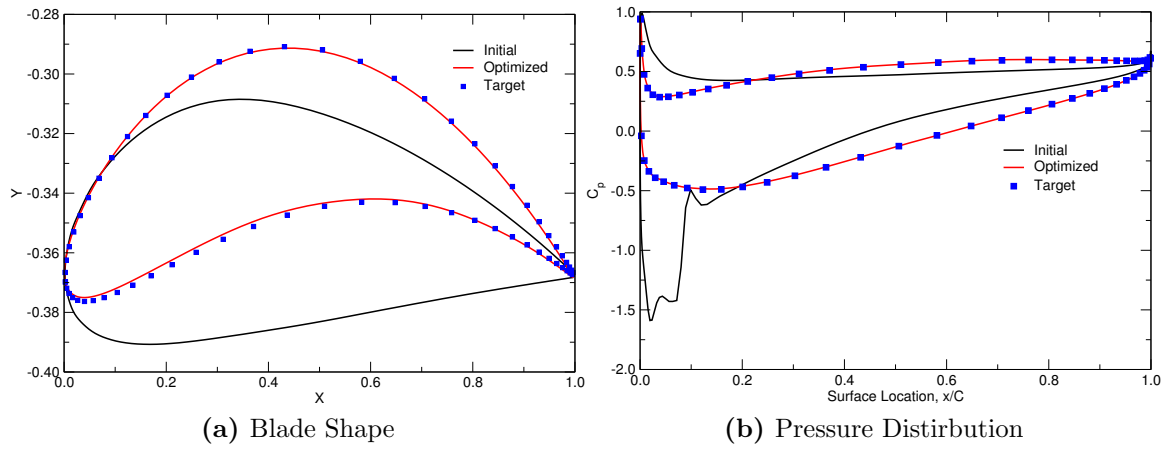 -0.28
-0.30
-0.32
-0.34
-0.36
-0.38
-0.40
Y
0.0
0.2
0.4
0.6
0.8
1.0
X
Initial
Optimized
Target
(a) Blade Shape
1.0
0.5
0.0
-0.5
-1.0
-1.5
-2.0
Cp
0.0
0.2
0.4
0.6
0.8
1.0
Surface Location, x/C
Initial
Optimized
Target
(b) Pressure Distirbution